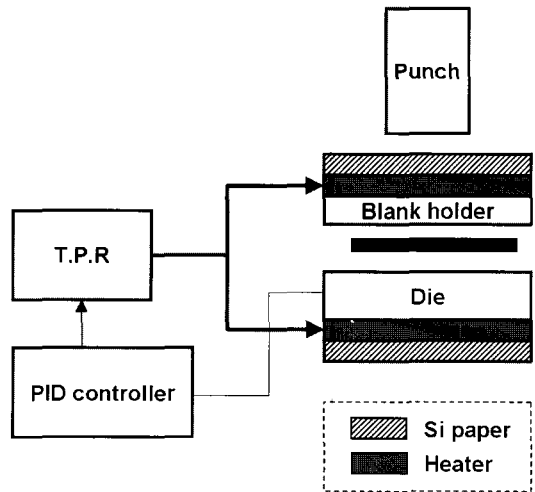 Punch
Blank holder
T.P.R
Die
PID controller
Si paper
Heater